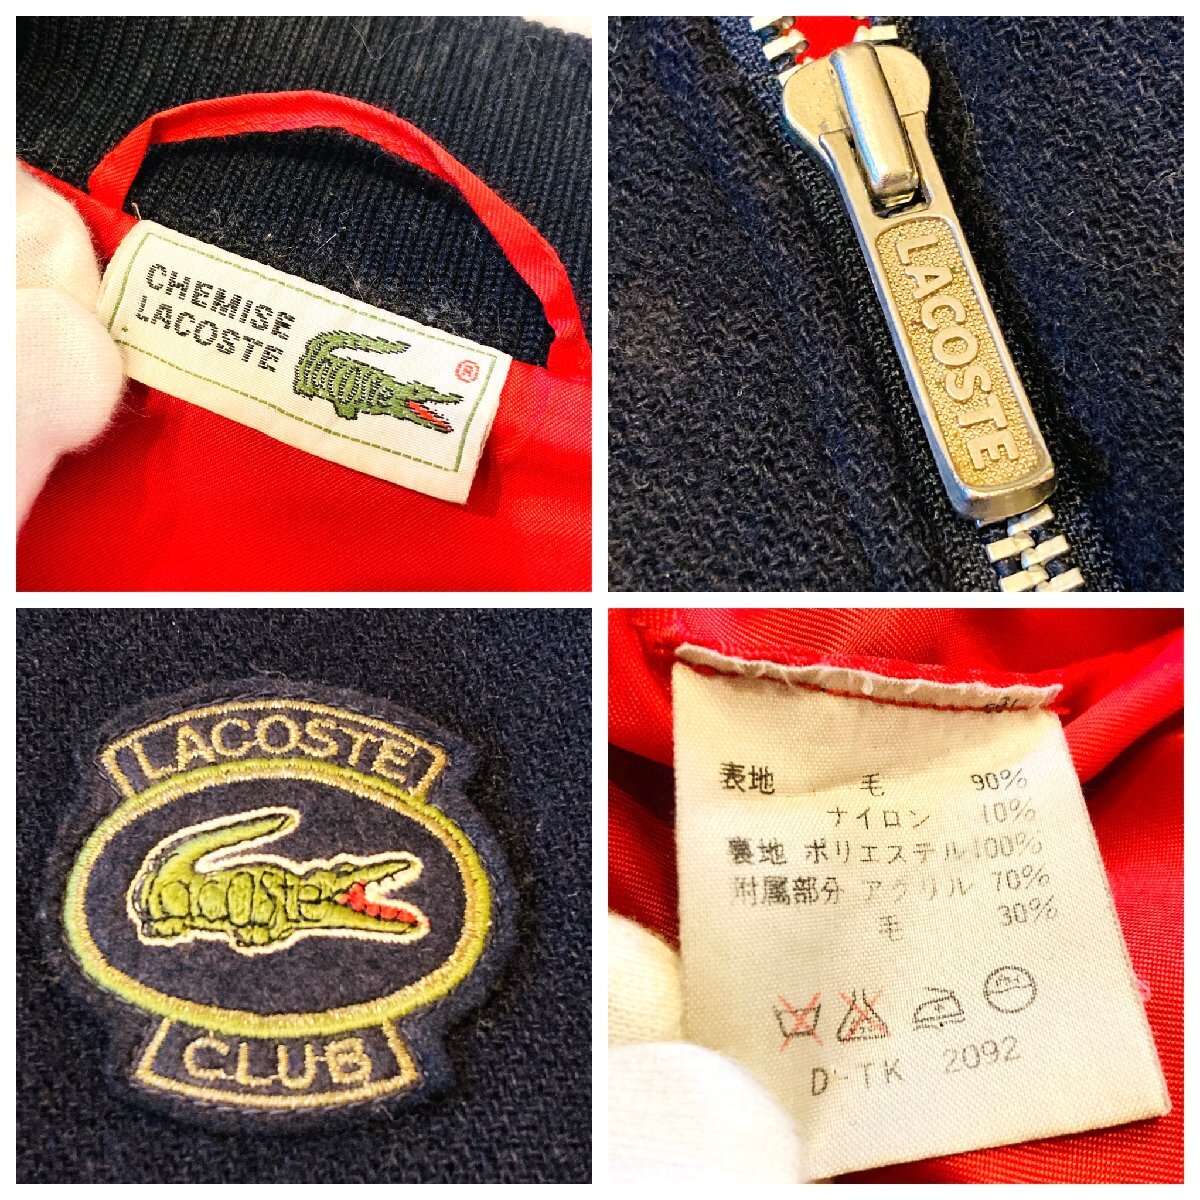 CHEMISE
LACOSTE
®
LACOSTE
LACOSTE
lacoste
CLUB
表地 毛 90%
ナイロン 10%
裏地 ポリエステル 100%
附属部分 アクリル 70%
毛 30%
D-TK 2092